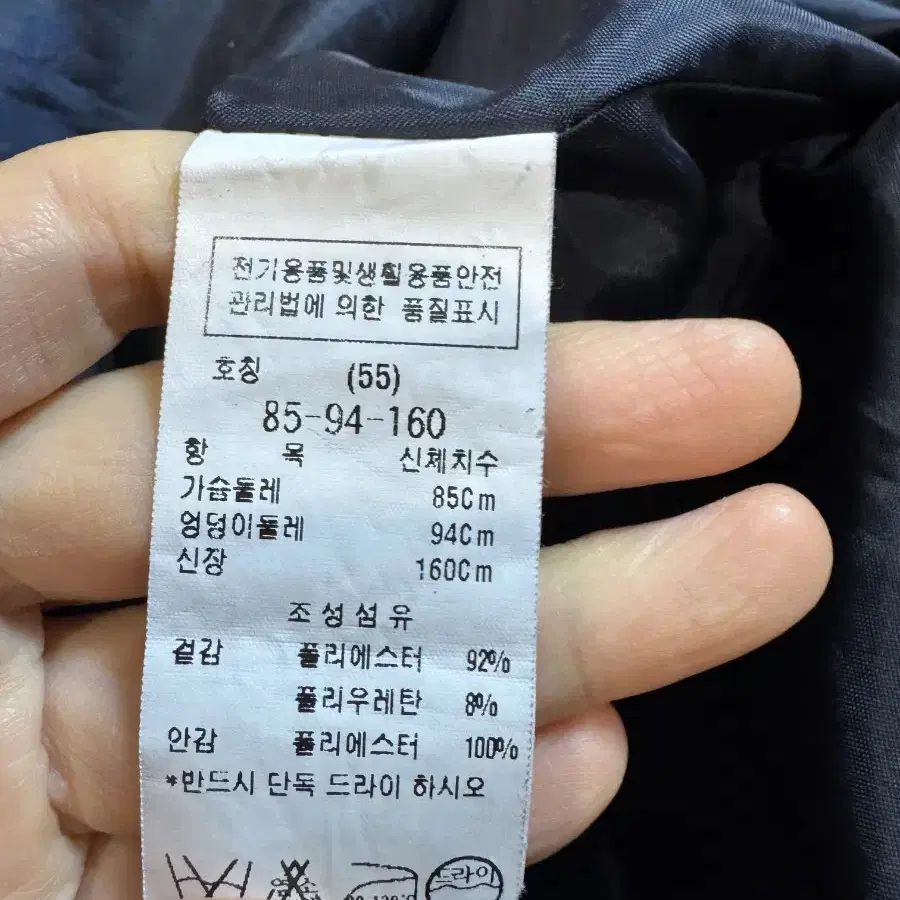 전기용품및생활용품안전
관리법에 의한 품질표시
호칭 (55)
85-94-160
항 목 신체치수
가슴둘레 85Cm
엉덩이둘레 94Cm
신장 160Cm
조성섬유
겉감 폴리에스터 92%
폴리우레탄 8%
안감 폴리에스터 100%
*반드시 단독 드라이 하시오
드라이